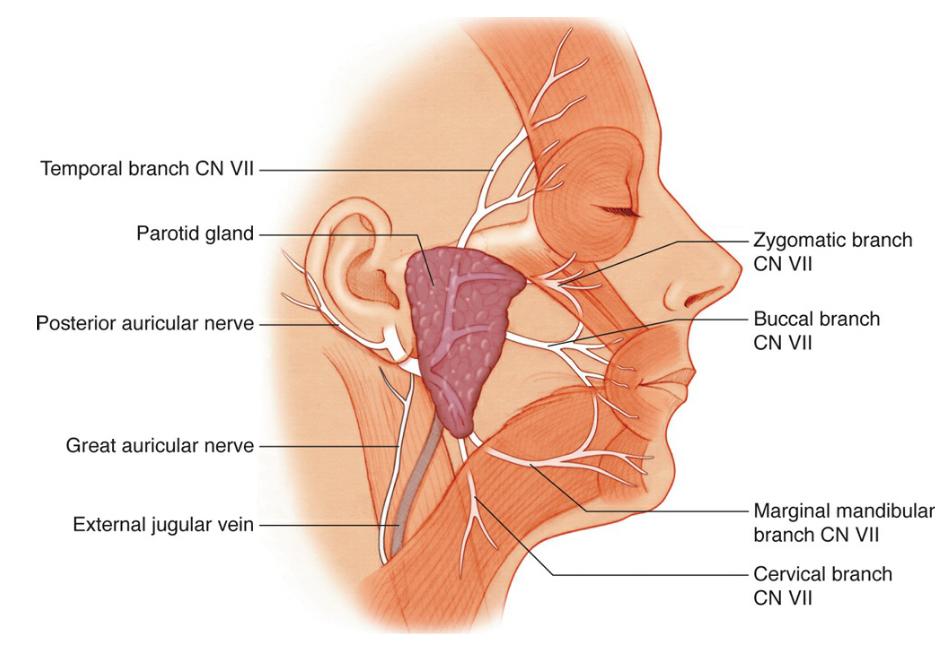 Temporal branch CN VII
Parotid gland
Posterior auricular nerve
Great auricular nerve
External jugular vein
Zygomatic branch
CN VII
Buccal branch
CN VII
Marginal mandibular
branch CN VII
Cervical branch
CN VII